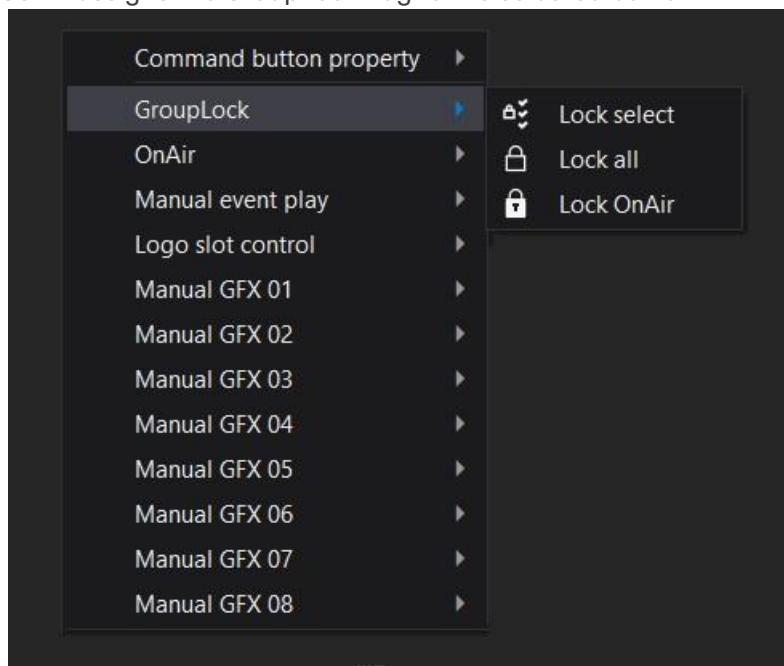 Command button property
GroupLock
Lock select
OnAir
Lock all
Manual event play
Lock OnAir
Logo slot control
Manual GFX 01
Manual GFX 02
Manual GFX 03
Manual GFX 04
Manual GFX 05
Manual GFX 06
Manual GFX 07
Manual GFX 08